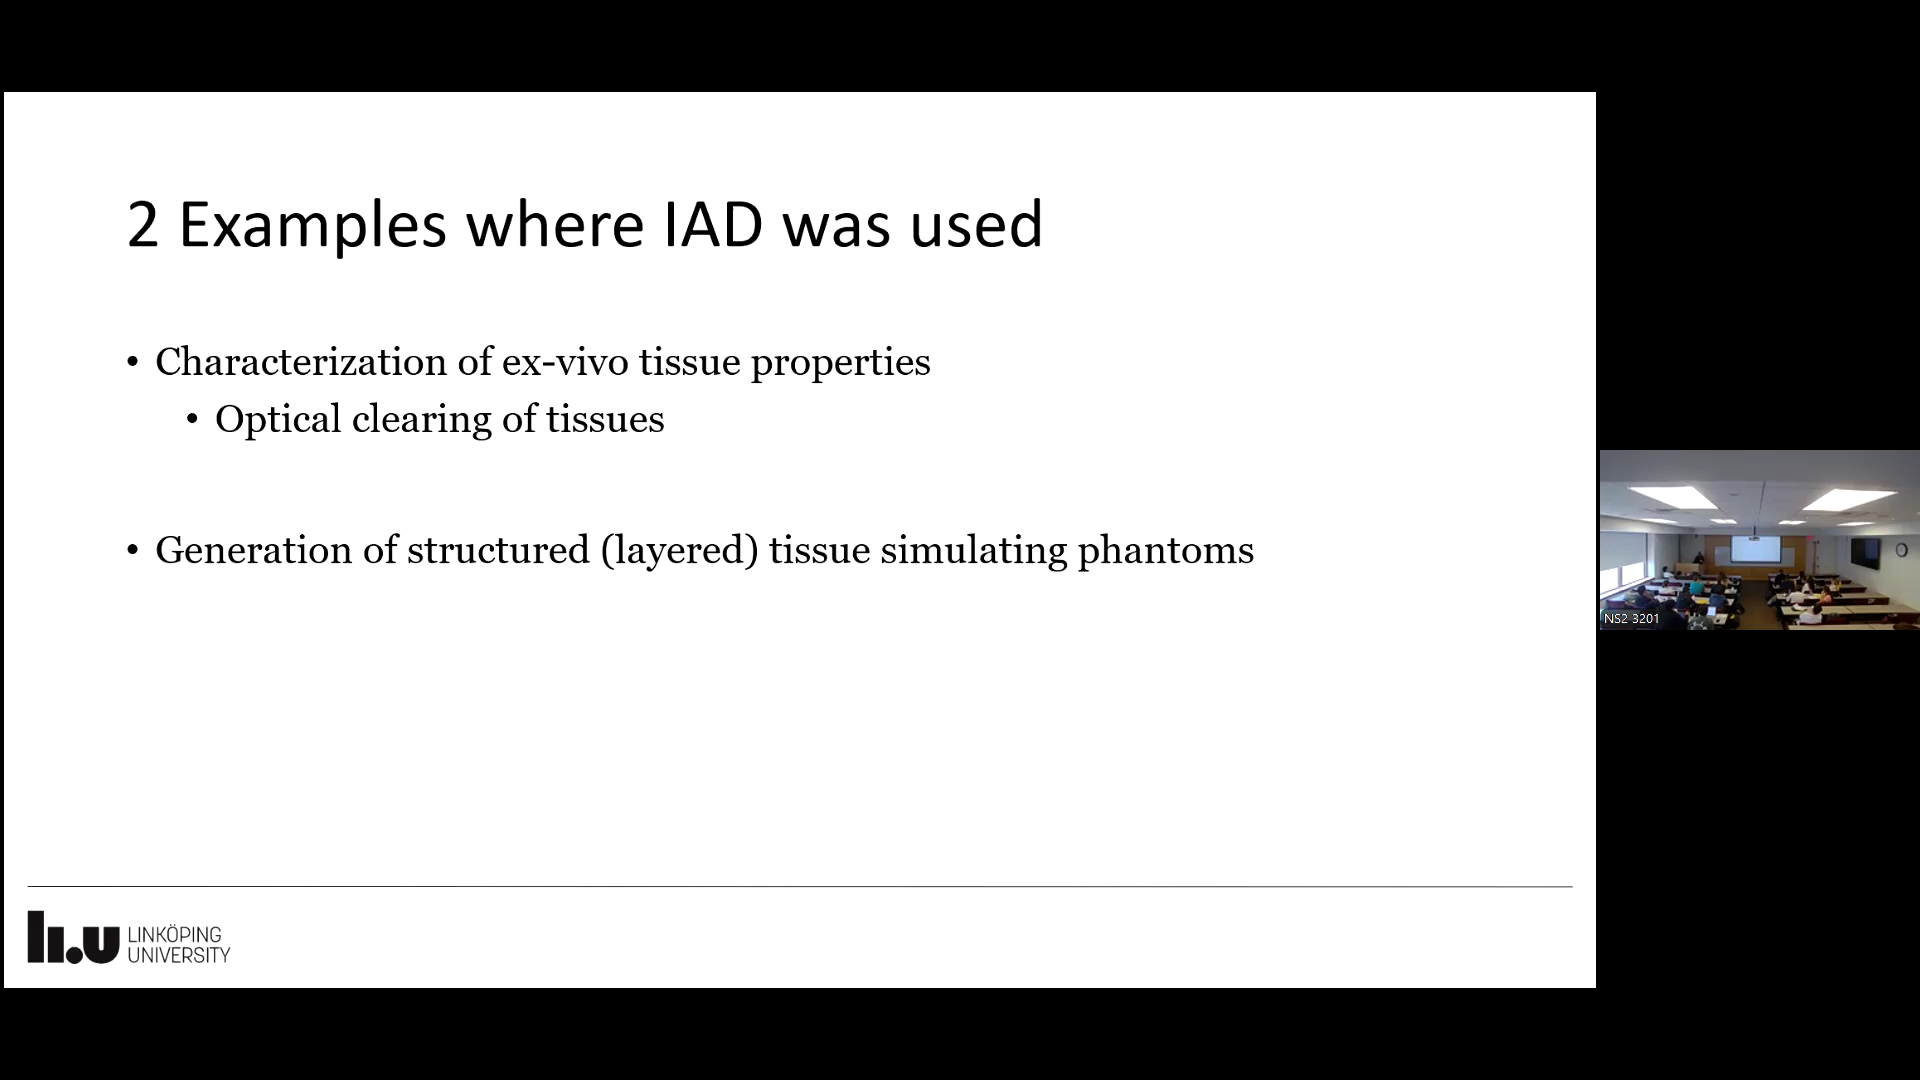 2 Examples where IAD was used
• Characterization of ex-vivo tissue properties
• Optical clearing of tissues
• Generation of structured (layered) tissue simulating phantoms
NS2 3201
li.u LINKÖPING
UNIVERSITY